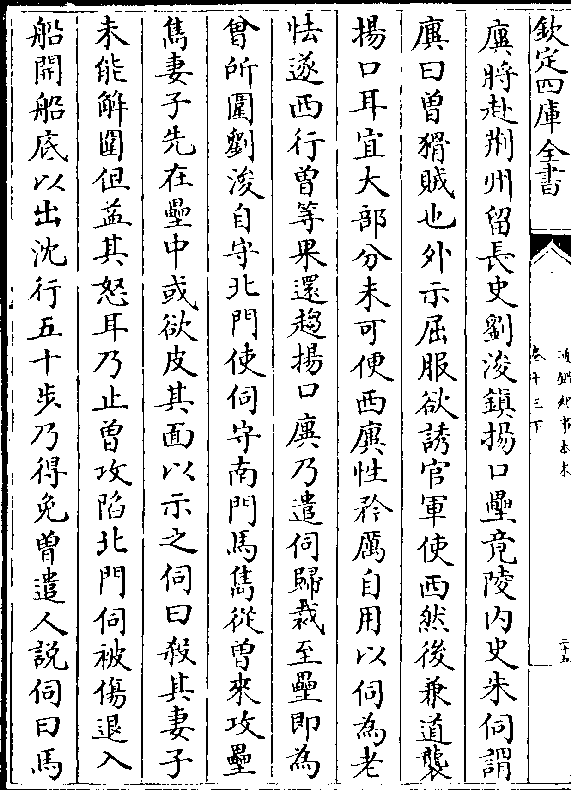 欽定四庫全書
通鑑紀事本末
卷十三下
二十五
廙將赴荆州留長史劉浚鎮揚口壘竟陵内史朱伺謂
廙曰曾猾賊也外示屈服欲誘官軍使西然後兼道襲
揚口耳宜大部分未可便西廙性矜厲自用以伺為老
怯遂西行曾等果還趨揚口廙乃遣伺歸裁至壘即為
曾所圍劉浚自守北門使伺守南門馬雋從曾來攻壘
雋妻子先在壘中或欲皮其面以示之伺曰殺其妻子
未能解圍但益其怒耳乃止曾攻陷北門伺被傷退入
船開船底以出沈行五十步乃得免曾遣人説伺曰馬